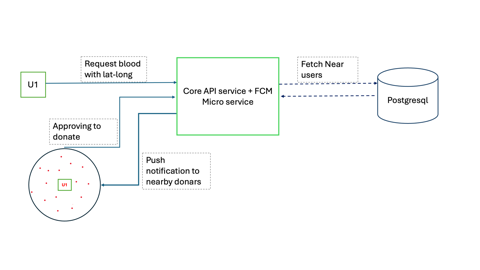 Request blood
with lat-long
Fetch Near
users
U1
Core API service + FCM
Micro service
Postgresql
Approving to
donate
Push
notification to
nearby donars
U1